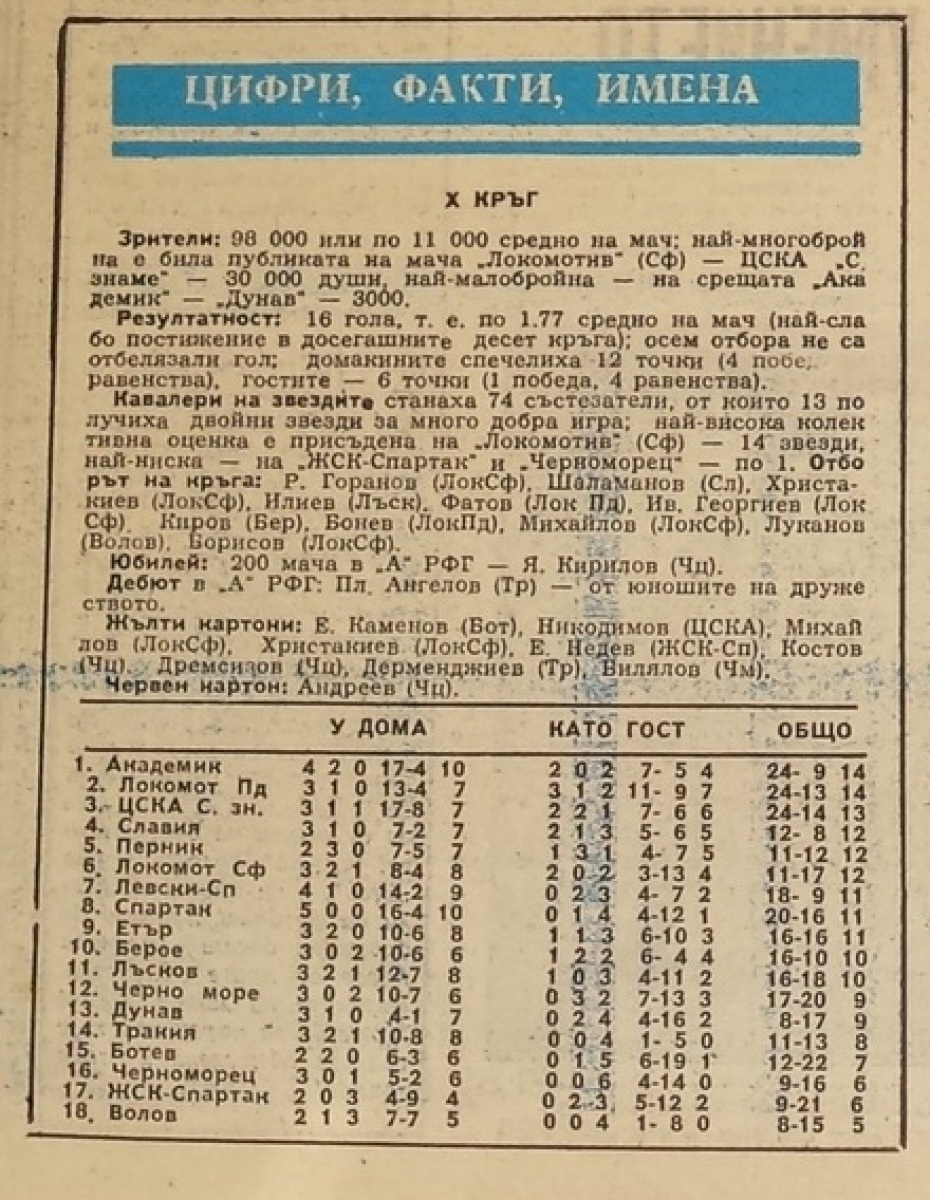 ЦИФРИ, ФАКТИ, ИМЕНА
X КРЪГ
Зрители: 98 000 или по 11 000 средно на мач; най-многоброй
на е била публиката на мача „Локомотив" (Сф) — ЦСКА „С.
знаме" — 30 000 души, най-малобройна — на срещата „Ака
демик" — „Дунав" — 3000.
Резултатност: 16 гола, т. е. по 1.77 средно на мач (най-сла
бо постижение в досегашните десет кръга); осем отбора не са
отбелязали гол; домакините спечелиха 12 точки (4 побе,
равенства), гостите — 6 точки (1 победа, 4 равенства).
Кавалери на звездите станаха 74 състезатели, от които 13 по
лучиха двойни звезди за много добра игра; най-висока колек
тивна оценка е присъдена на „Локомотив" (Сф) — 14 звезди,
най-ниска — на „ЖСК-Спартак" и „Черноморец" — по 1. Отбо
рът на кръга: Р. Горанов (ЛокСф), Шаламанов (Сл), Христа-
киев (ЛокСф), Илиев (Лъск), Фатов (Лок Пд), Ив. Георгиев (Лок
Сф), Киров (Бер), Бонев (ЛокПд), Михайлов (ЛокСф), Луканов
(Волов), Борисов (ЛокСф).
Юбилей: 200 мача в „А" РФГ — Я. Кирилов (Чц).
Дебют в „А" РФГ: Пл. Ангелов (Тр) — от юношите на друже
ството.
Жълти картони: Е. Каменов (Бот), Никодимов (ЦСКА), Михай
лов (ЛокСф), Христакиев (ЛокСф), Е. Недев (ЖСК-Сп), Костов
(Чц), Дремсизов (Чц), Дерменджиев (Тр), Вилялов (Чм).
Червен картон: Андреев (Чц).
У ДОМА КАТО ГОСТ ОБЩО
1. Академик 4 2 0 17-4 10 2 0 2 7- 5 4 24- 9 14
2. Локомот Пд 3 1 0 13-4 7 3 1 2 11- 9 7 24-13 14
3. ЦСКА С. зн. 3 1 1 17-8 7 2 2 1 7- 6 6 24-14 13
4. Славия 3 1 0 7-2 7 2 1 3 5- 6 5 12- 8 12
5. Перник 2 3 0 7-5 7 1 3 1 4- 7 5 11-12 12
6. Локомот Сф 3 2 1 8-4 8 2 0 2 3-13 4 11-17 12
7. Левски-Сп 4 1 0 14-2 9 0 2 3 4- 7 2 18- 9 11
8. Спартак 5 0 0 16-4 10 0 1 4 4-12 1 20-16 11
9. Етър 3 2 0 10-6 8 1 1 3 6-10 3 16-16 11
10. Берое 3 0 2 10-6 6 1 2 2 6- 4 4 16-10 10
11. Лъсков 3 2 1 12-7 8 1 0 3 4-11 2 16-18 10
12. Черно море 3 0 2 10-7 6 0 3 2 7-13 3 17-20 9
13. Дунав 3 1 0 4-1 7 0 2 4 4-16 2 8-17 9
14. Тракия 3 2 1 10-8 8 0 0 4 1- 5 0 11-13 8
15. Ботев 2 2 0 6-3 6 0 1 5 6-19 1 12-22 7
16. Черноморец 3 0 1 5-2 6 0 0 6 4-14 0 9-16 6
17. ЖСК-Спартак 2 0 3 4-9 4 0 2 3 5-12 2 9-21 6
18. Волов 2 1 3 7-7 5 0 0 4 1- 8 0 8-15 5